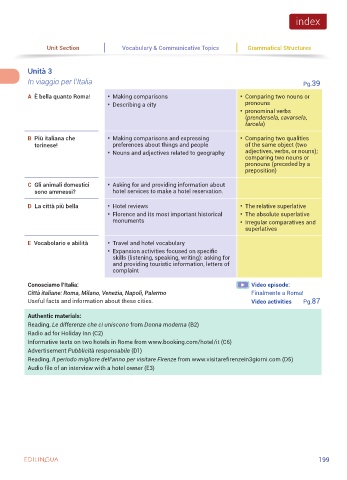 index
Unit Section Vocabulary & Communicative Topics Grammatical Structures
Unità 3
In viaggio per l'Italia Pg.39
A È bella quanto Roma! • Making comparisons • Comparing two nouns or
• Describing a city pronouns
• pronominal verbs
(prendersela, cavarsela,
farcela)
B Più italiana che • Making comparisons and expressing • Comparing two qualities
torinese! preferences about things and people of the same object (two
• Nouns and adjectives related to geography adjectives, verbs, or nouns);
comparing two nouns or
pronouns (preceded by a
preposition)
C Gli animali domestici • Asking for and providing information about
sono ammessi? hotel services to make a hotel reservation.
D La città più bella • Hotel reviews • The relative superlative
• Florence and its most important historical • The absolute superlative
monuments • Irregular comparatives and
superlatives
E Vocabolario e abilità • Travel and hotel vocabulary
• Expansion activities focused on specific
skills (listening, speaking, writing): asking for
and providing touristic information, letters of
complaint
Conosciamo l'Italia: Video episode:
Città italiane: Roma, Milano, Venezia, Napoli, Palermo Finalmente a Roma!
Useful facts and information about these cities. Video activities Pg.87
Authentic materials:
Reading, Le differenze che ci uniscono from Donna moderna (B2)
Radio ad for Holiday Inn (C2)
Informative texts on two hotels in Rome from www.booking.com/hotel/it (C6)
Advertisement Pubblicità responsabile (D1)
Reading, Il periodo migliore dell'anno per visitare Firenze from www.visitarefirenzein3giorni.com (D5)
Audio file of an interview with a hotel owner (E3)
EDILINGUA 199